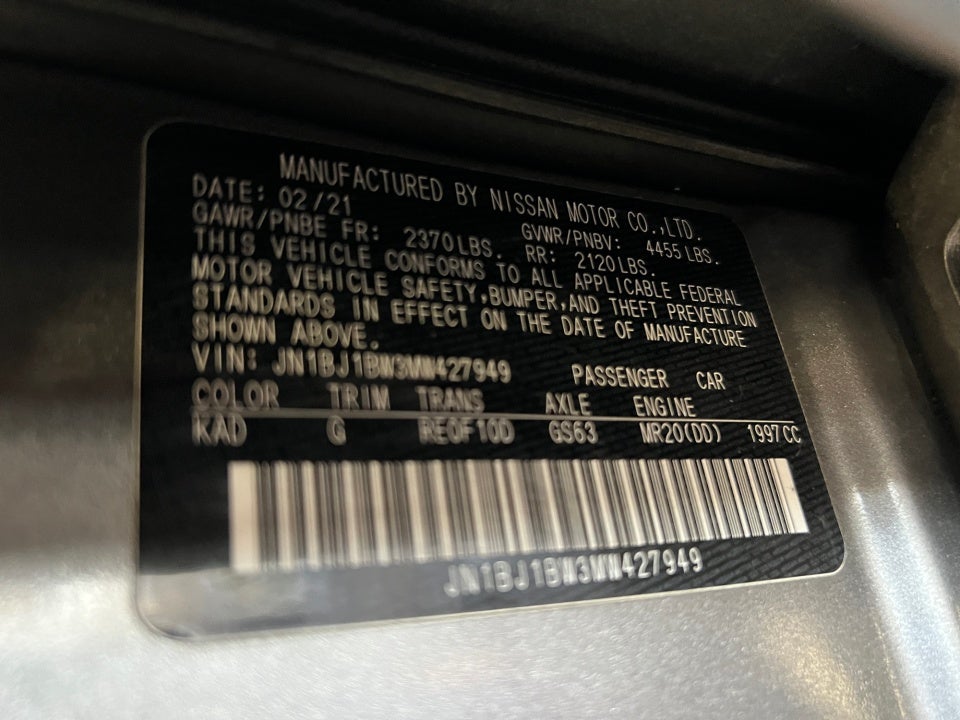 MANUFACTURED BY NISSAN MOTOR CO.,LTD.
DATE: 02/21 GVWR/PNBV: 4455 LBS.
GAWR/PNBE FR: 2370LBS. RR: 2120LBS.
THIS VEHICLE CONFORMS TO ALL APPLICABLE FEDERAL
MOTOR VEHICLE SAFETY,BUMPER,AND THEFT PREVENTION
STANDARDS IN EFFECT ON THE DATE OF MANUFACTURE
SHOWN ABOVE.
VIN: JN1BJ1BW3MW427949 PASSENGER CAR
COLOR TRIM TRANS AXLE ENGINE
KAD G RE0F10D GS63 MR20(DD) 1997CC
JN1BJ1BW3MW427949